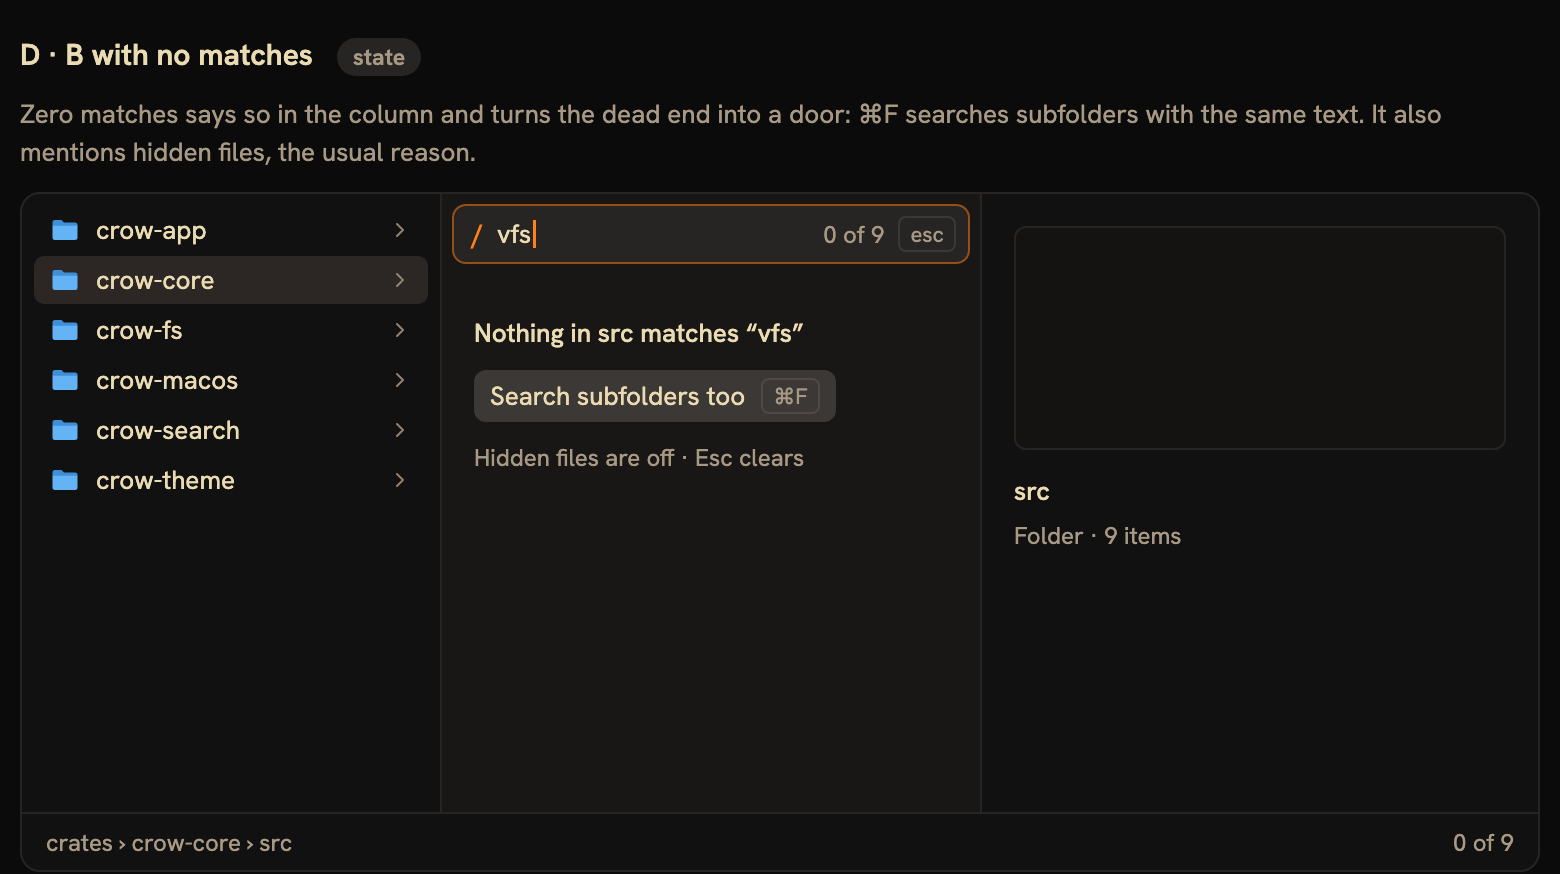 D · B with no matches
state
Zero matches says so in the column and turns the dead end into a door: ⌘F searches subfolders with the same text. It also
mentions hidden files, the usual reason.
crow-app
crow-core
crow-fs
crow-macos
crow-search
crow-theme
/ vfs
0 of 9
esc
Nothing in src matches “vfs”
Search subfolders too
⌘F
Hidden files are off · Esc clears
src
Folder · 9 items
crates › crow-core › src
0 of 9